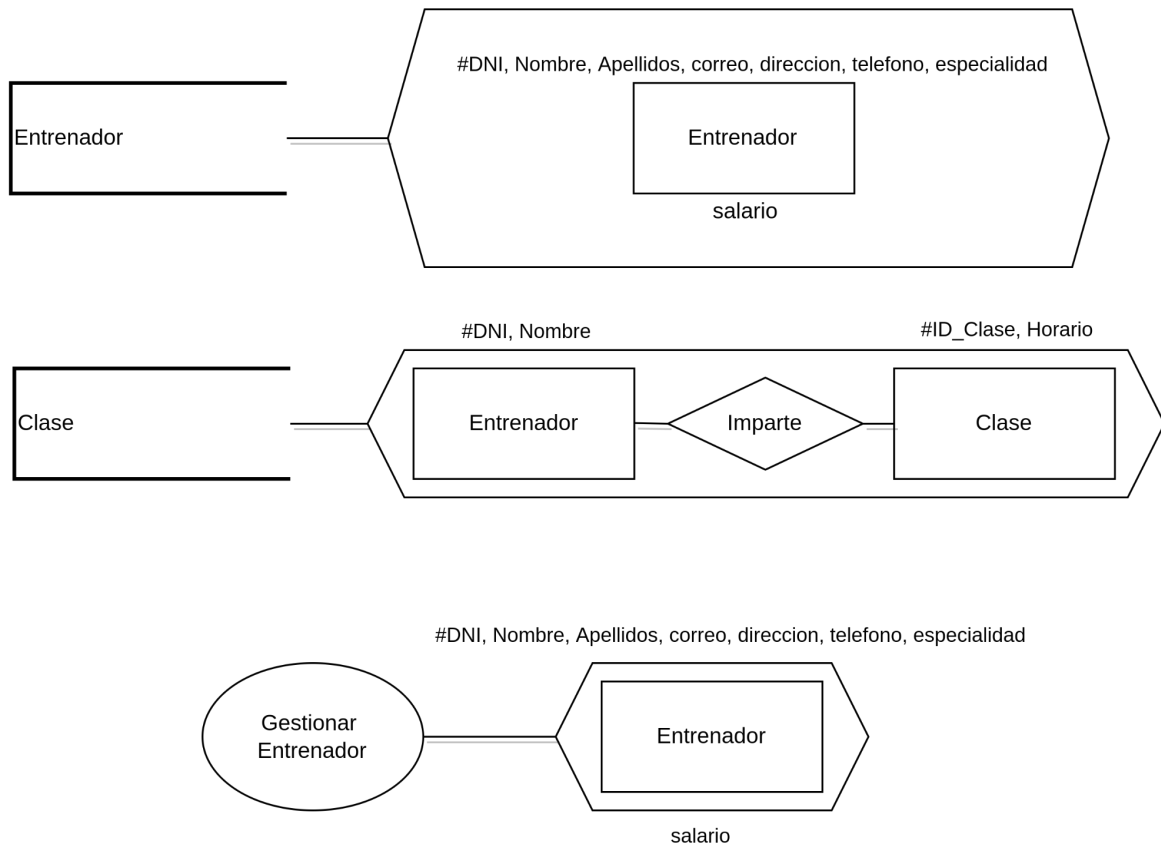 #DNI, Nombre, Apellidos, correo, direccion, telefono, especialidad
Entrenador
Entrenador
salario
#DNI, Nombre
#ID_Clase, Horario
Clase
Entrenador
Imparte
Clase
#DNI, Nombre, Apellidos, correo, direccion, telefono, especialidad
Gestionar
Entrenador
Entrenador
salario